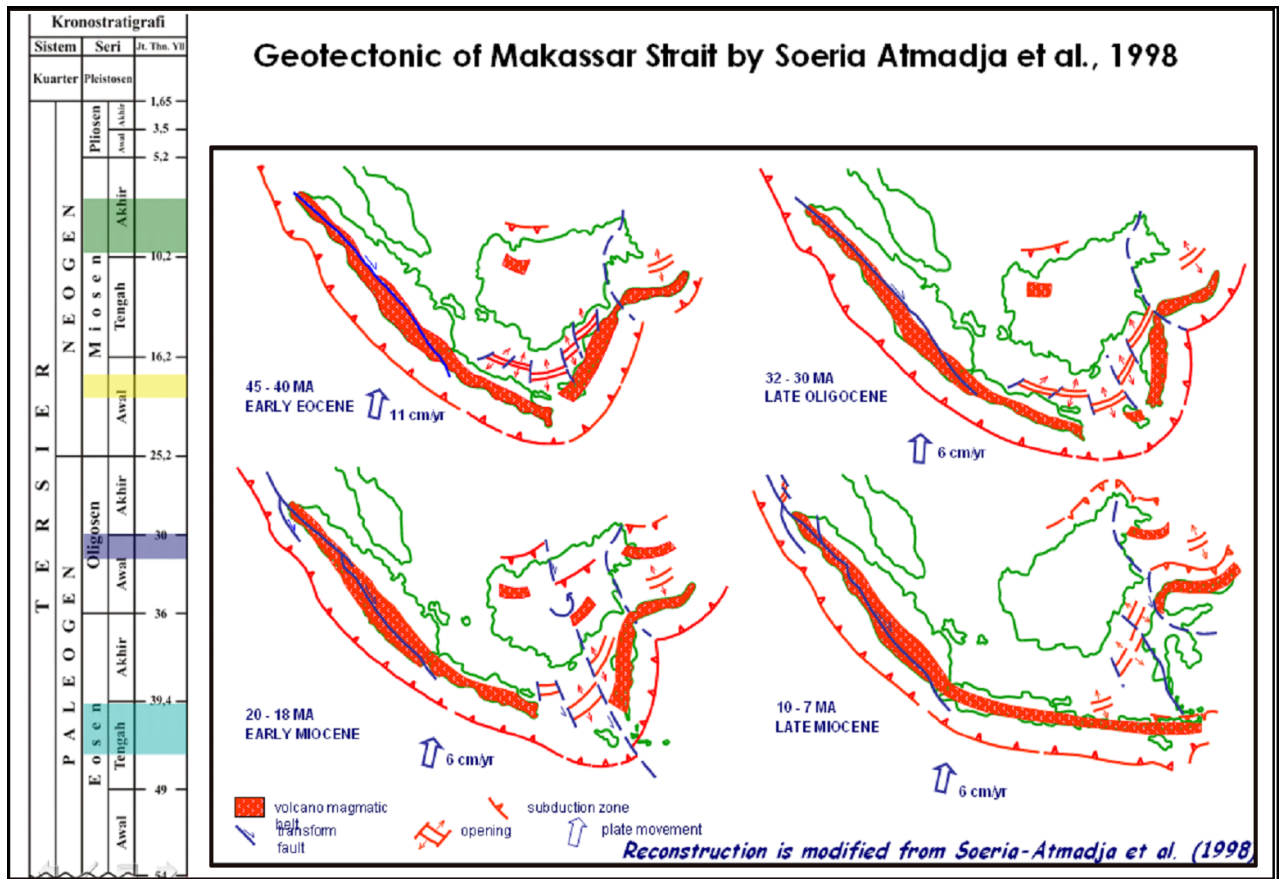 Kronostratigrafi
Sistem Seri Jt. Thn. Yll
Kuarter Pleistosen
1,65
Pliosen Akhir
3,5
Awal
5,2
TERSIER
NEOGEN
Miosen
Akhir
10,2
Tengah
16,2
Awal
25,2
PALEOGEN
Oligosen
Akhir
30
Awal
36
Eosen
Akhir
39,4
Tengah
49
Awal
54
Geotectonic of Makassar Strait by Soeria Atmadja et al., 1998
45 - 40 MA
EARLY EOCENE
11 cm/yr
32 - 30 MA
LATE OLIGOCENE
6 cm/yr
20 - 18 MA
EARLY MIOCENE
6 cm/yr
10 - 7 MA
LATE MIOCENE
6 cm/yr
volcano magmatic
belt
transform
fault
subduction zone
opening
plate movement
Reconstruction is modified from Soeria-Atmadja et al. (1998)